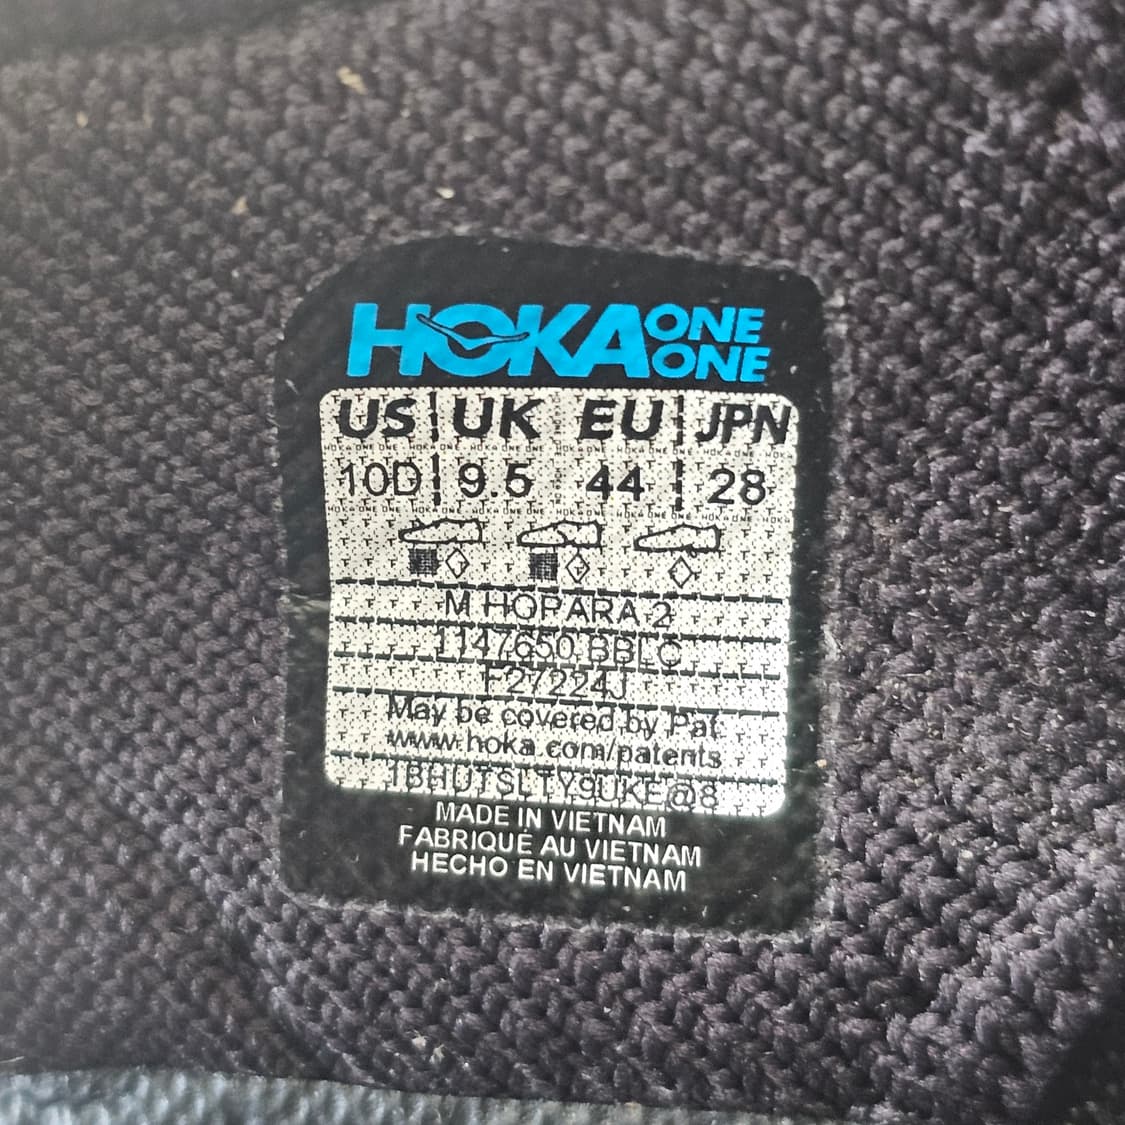 HOKA ONE ONE
US UK EU JPN
10D 9.5 44 28
M HOPARA 2
1147650 BBLC
F27224J
May be covered by Pat
www.hoka.com/patents
1BHUTSLTY9UKE@8
MADE IN VIETNAM
FABRIQUÉ AU VIETNAM
HECHO EN VIETNAM